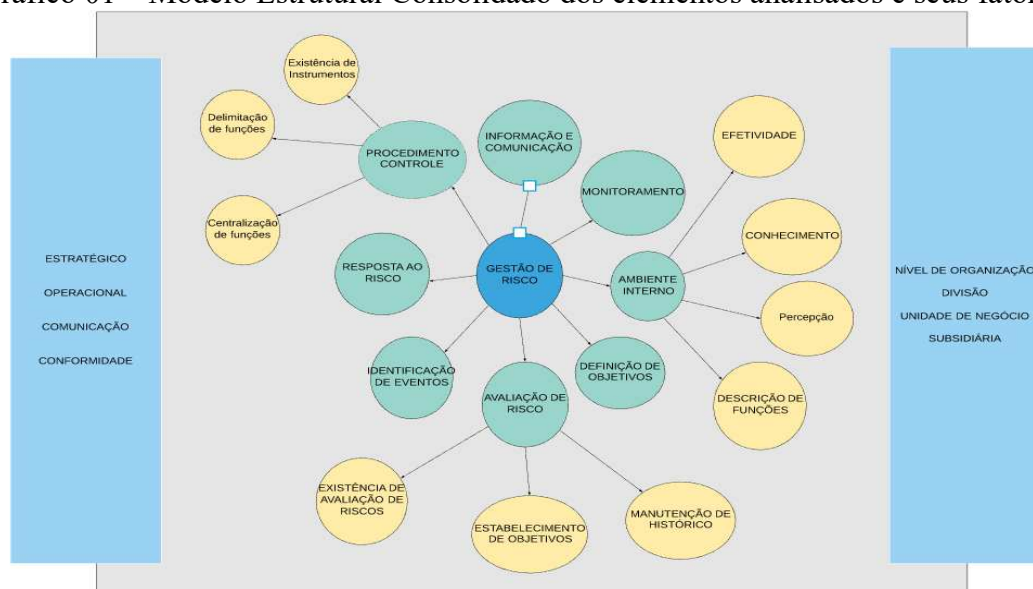 Modelo Estrutural Consolidado dos elementos analisados e seus
Existência de
Instrumentos
Delimitação
de funções
PROCEDIMENTO
CONTROLE
Centralização
de funções
INFORMAÇÃO E
COMUNICAÇÃO
MONITORAMENTO
EFETIVIDADE
CONHECIMENTO
RESPOSTA AO
RISCO
GESTÃO DE
RISCO
AMBIENTE
INTERNO
Percepção
IDENTIFICAÇÃO
DE EVENTOS
AVALIAÇÃO DE
RISCO
DEFINIÇÃO DE
OBJETIVOS
DESCRIÇÃO DE
FUNÇÕES
EXISTÊNCIA DE
AVALIAÇÃO DE
RISCOS
ESTABELECIMENTO
DE OBJETIVOS
MANUTENÇÃO DE
HISTÓRICO
ESTRATÉGICO
OPERACIONAL
COMUNICAÇÃO
CONFORMIDADE
NÍVEL DE ORGANIZAÇÃO
DIVISÃO
UNIDADE DE NEGÓCIO
SUBSIDIÁRIA